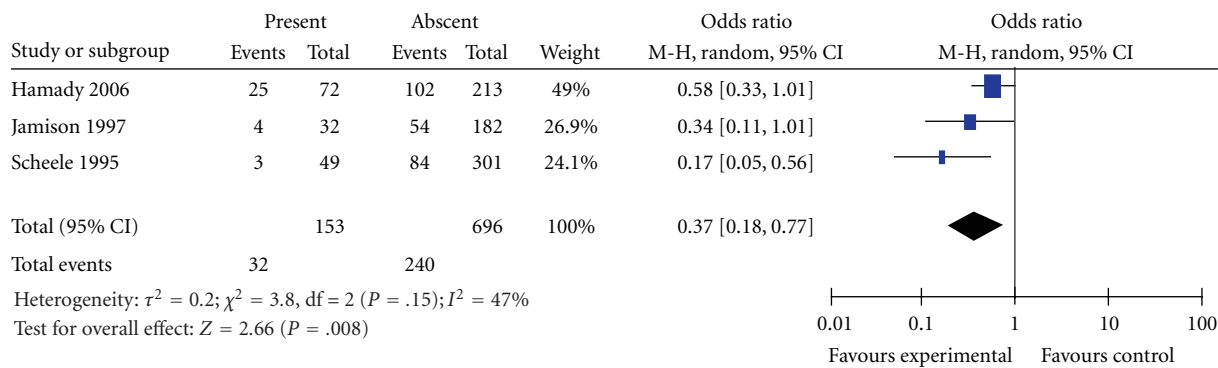 Present Abscent Odds ratio Odds ratio
Study or subgroup Events Total Events Total Weight M-H, random, 95% CI M-H, random, 95% CI
Hamady 2006 25 72 102 213 49% 0.58 [0.33, 1.01]
Jamison 1997 4 32 54 182 26.9% 0.34 [0.11, 1.01]
Scheele 1995 3 49 84 301 24.1% 0.17 [0.05, 0.56]
Total (95% CI) 153 696 100% 0.37 [0.18, 0.77]
Total events 32 240
Heterogeneity: τ² = 0.2; χ² = 3.8, df = 2 (P = .15); I² = 47%
Test for overall effect: Z = 2.66 (P = .008)
0.01 0.1 1 10 100
Favours experimental Favours control